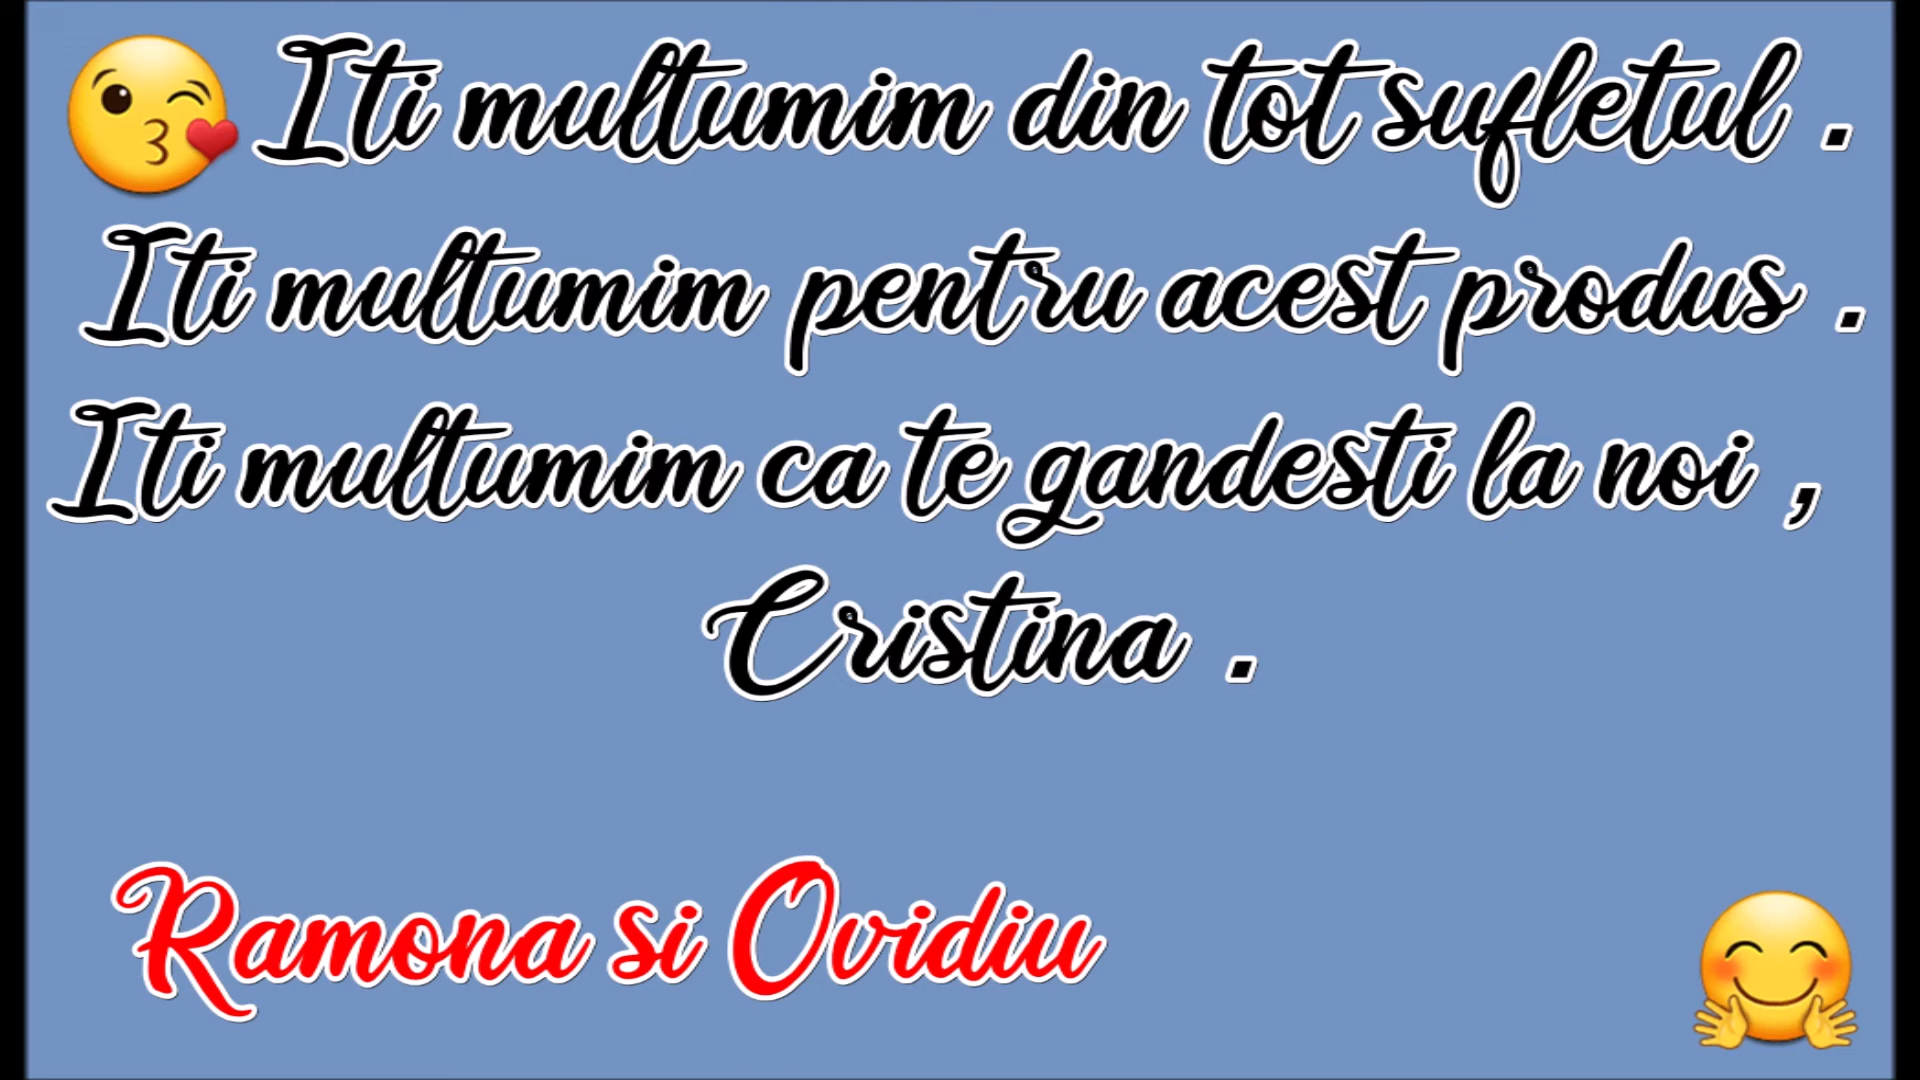 Iti multumim din tot sufletul .
Iti multumim pentru acest produs .
Iti multumim ca te gandesti la noi ,
Cristina .
Ramona si Ovidiu